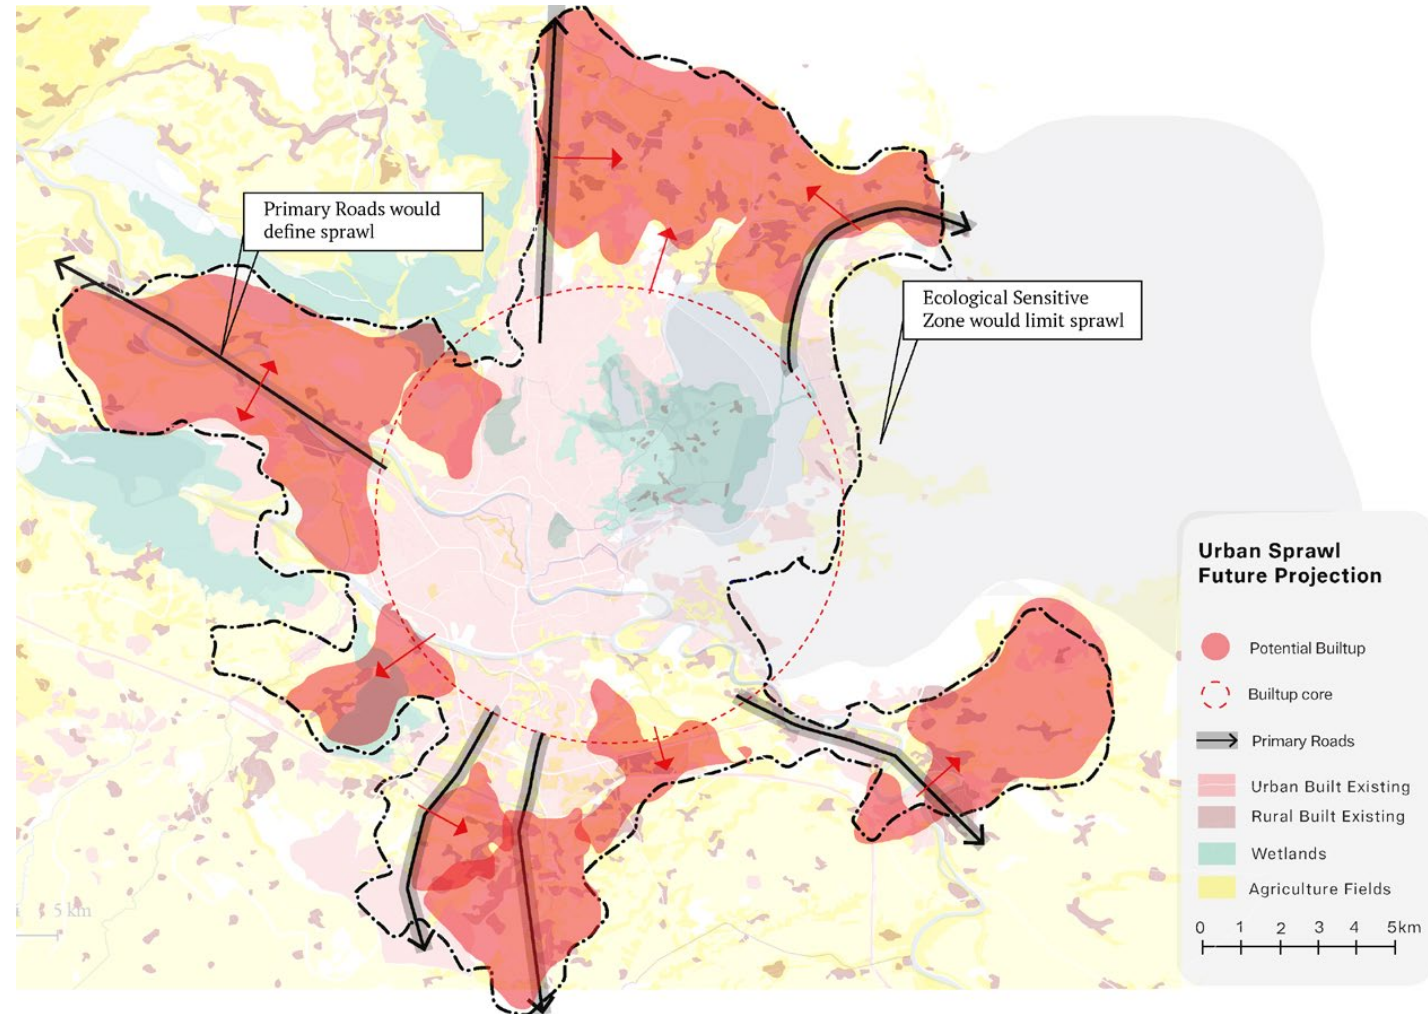 Primary Roads would
define sprawl
Ecological Sensitive
Zone would limit sprawl
Urban Sprawl
Future Projection
Potential Builtup
Builtup core
Primary Roads
Urban Built Existing
Rural Built Existing
Wetlands
Agriculture Fields
0 1 2 3 4 5km
5 km